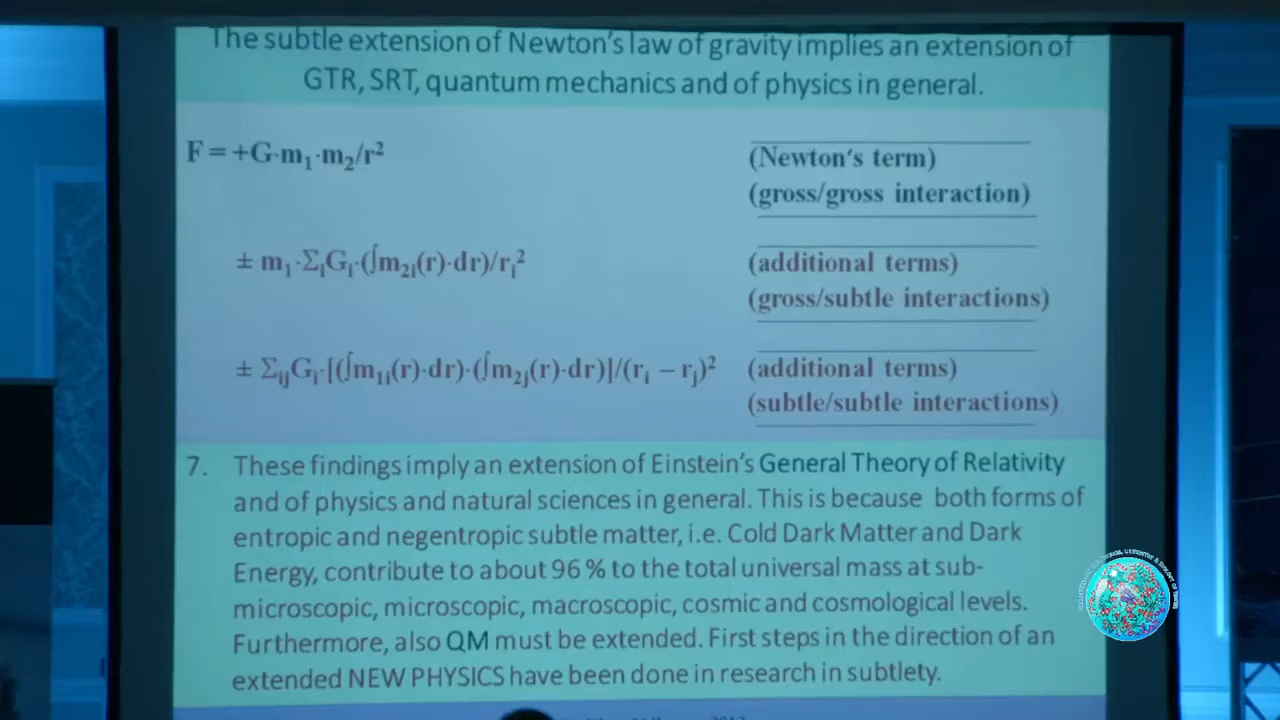 The subtle extension of Newton's law of gravity implies an extension of
GTR, SRT, quantum mechanics and of physics in general.
F = +G·m₁·m₂/r²
(Newton's term)
(gross/gross interaction)
± m₁·ΣᵢGᵢ·(∫m₂ᵢ(r)·dr)/rᵢ²
(additional terms)
(gross/subtle interactions)
± ΣᵢⱼGᵢ·[(∫m₁ᵢ(r)·dr)·(∫m₂ⱼ(r)·dr)]/(rᵢ – rⱼ)²
(additional terms)
(subtle/subtle interactions)
7. These findings imply an extension of Einstein's General Theory of Relativity
and of physics and natural sciences in general. This is because both forms of
entropic and negentropic subtle matter, i.e. Cold Dark Matter and Dark
Energy, contribute to about 96 % to the total universal mass at sub-
microscopic, microscopic, macroscopic, cosmic and cosmological levels.
Furthermore, also QM must be extended. First steps in the direction of an
extended NEW PHYSICS have been done in research in subtlety.